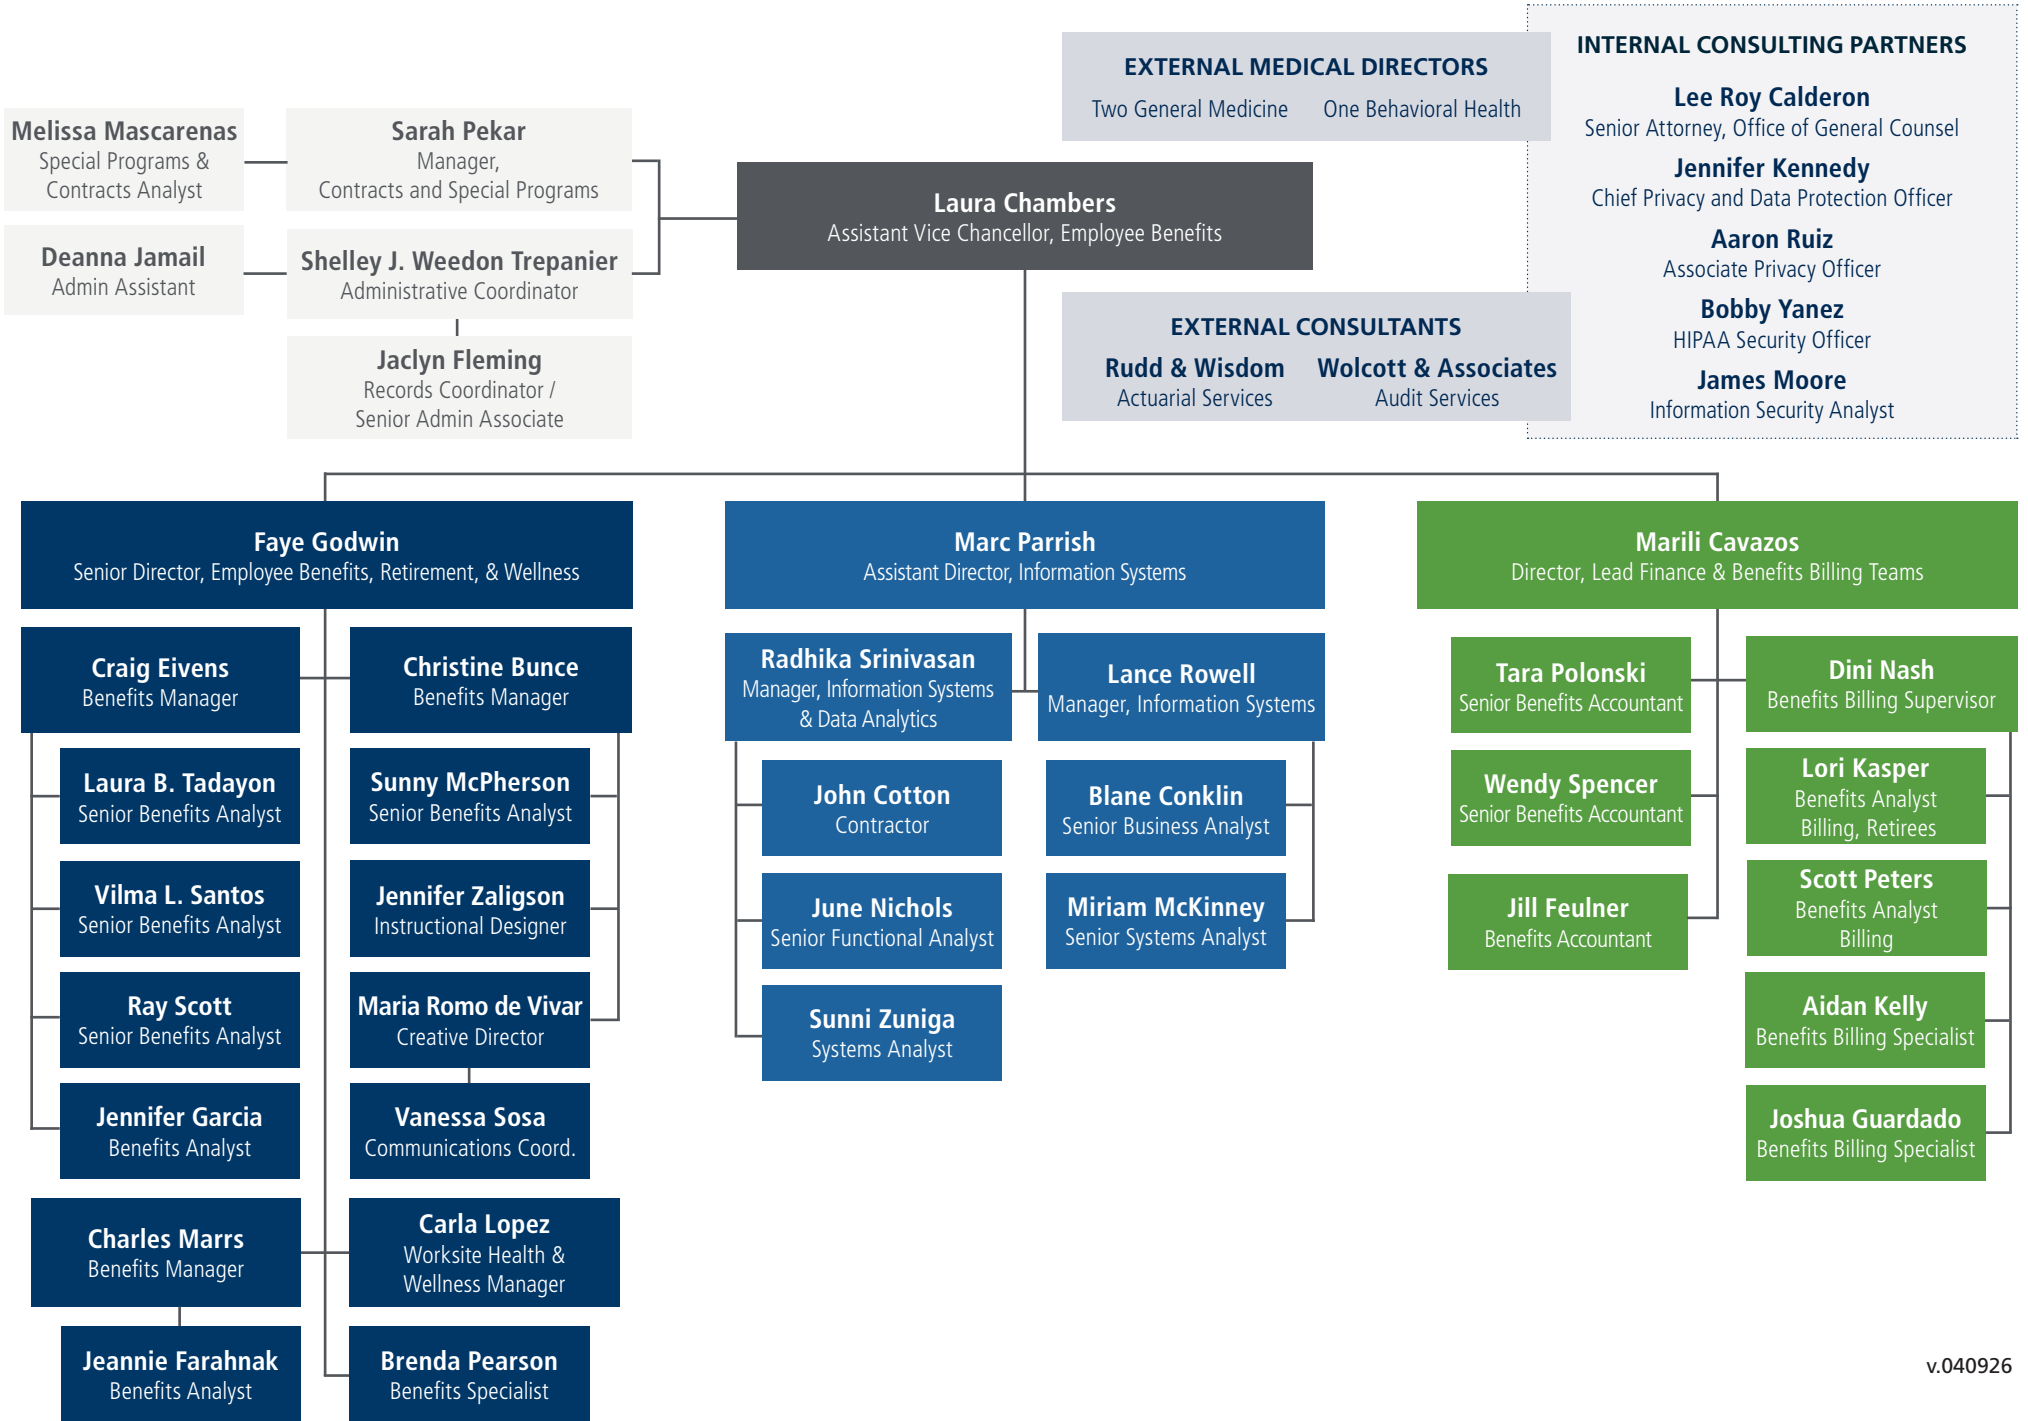 EXTERNAL MEDICAL DIRECTORS
Two General Medicine One Behavioral Health
INTERNAL CONSULTING PARTNERS
Lee Roy Calderon
Senior Attorney, Office of General Counsel
Jennifer Kennedy
Chief Privacy and Data Protection Officer
Aaron Ruiz
Associate Privacy Officer
Bobby Yanez
HIPAA Security Officer
James Moore
Information Security Analyst
Melissa Mascarenas
Special Programs &
Contracts Analyst
Sarah Pekar
Manager,
Contracts and Special Programs
Deanna Jamail
Admin Assistant
Shelley J. Weedon Trepanier
Administrative Coordinator
Jaclyn Fleming
Records Coordinator /
Senior Admin Associate
Laura Chambers
Assistant Vice Chancellor, Employee Benefits
EXTERNAL CONSULTANTS
Rudd & Wisdom
Actuarial Services
Wolcott & Associates
Audit Services
Faye Godwin
Senior Director, Employee Benefits, Retirement, & Wellness
Craig Eivens
Benefits Manager
Laura B. Tadayon
Senior Benefits Analyst
Vilma L. Santos
Senior Benefits Analyst
Ray Scott
Senior Benefits Analyst
Jennifer Garcia
Benefits Analyst
Christine Bunce
Benefits Manager
Sunny McPherson
Senior Benefits Analyst
Jennifer Zaligson
Instructional Designer
Maria Romo de Vivar
Creative Director
Vanessa Sosa
Communications Coord.
Charles Marrs
Benefits Manager
Jeannie Farahnak
Benefits Analyst
Carla Lopez
Worksite Health &
Wellness Manager
Brenda Pearson
Benefits Specialist
Marc Parrish
Assistant Director, Information Systems
Radhika Srinivasan
Manager, Information Systems
& Data Analytics
John Cotton
Contractor
June Nichols
Senior Functional Analyst
Sunni Zuniga
Systems Analyst
Lance Rowell
Manager, Information Systems
Blane Conklin
Senior Business Analyst
Miriam McKinney
Senior Systems Analyst
Marili Cavazos
Director, Lead Finance & Benefits Billing Teams
Tara Polonski
Senior Benefits Accountant
Wendy Spencer
Senior Benefits Accountant
Jill Feulner
Benefits Accountant
Dini Nash
Benefits Billing Supervisor
Lori Kasper
Benefits Analyst
Billing, Retirees
Scott Peters
Benefits Analyst
Billing
Aidan Kelly
Benefits Billing Specialist
Joshua Guardado
Benefits Billing Specialist
v.040926